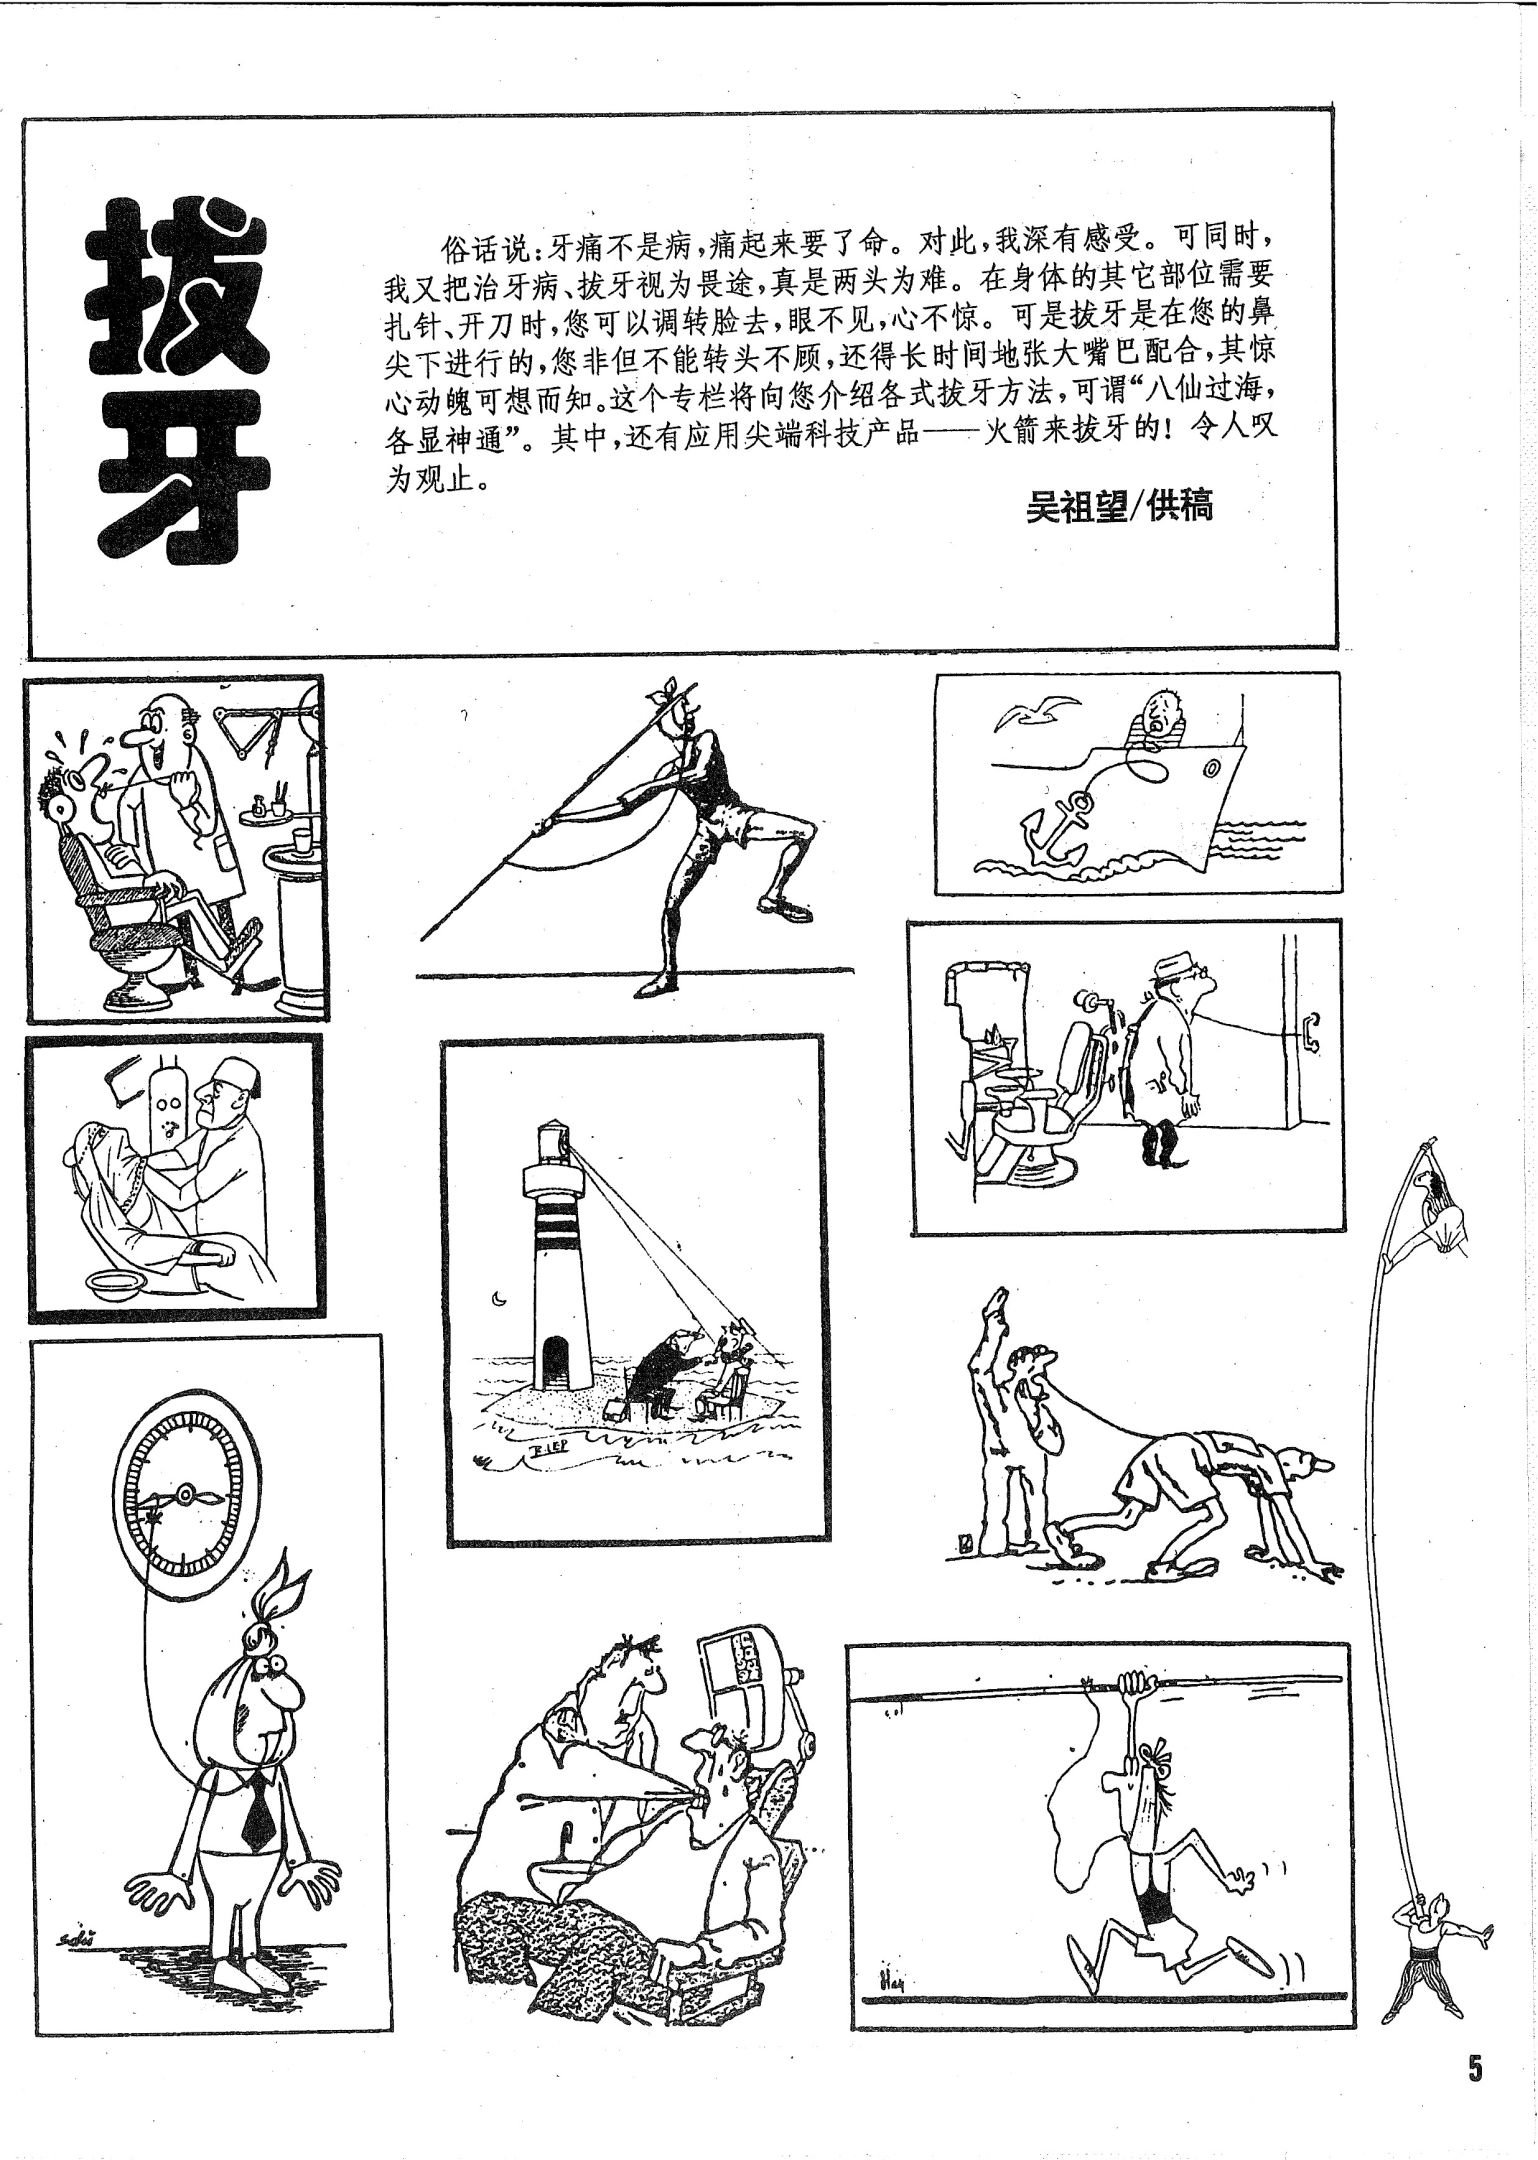 拔牙
俗话说：牙痛不是病，痛起来要了命。对此，我深有感受。可同时，
我又把治牙病、拔牙视为畏途，真是两头为难。在身体的其它部位需要
扎针、开刀时，您可以调转脸去，眼不见，心不惊。可是拔牙是在您的鼻
尖下进行的，您非但不能转头不顾，还得长时间地张大嘴巴配合，其惊
心动魄可想而知。这个专栏将向您介绍各式拔牙方法，可谓“八仙过海，
各显神通”。其中，还有应用尖端科技产品——火箭来拔牙的！令人叹
为观止。
吴祖望/供稿
5